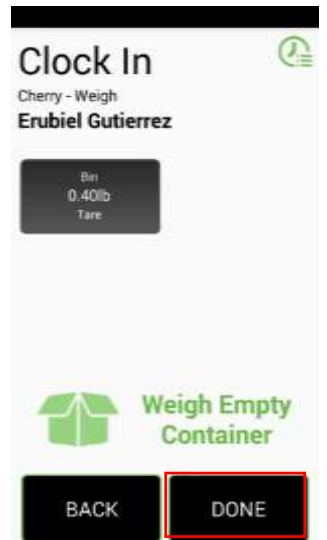 Clock In
Cherry - Weigh
Erubiel Gutierrez
Bin
0.40lb
Tare
Weigh Empty
Container
BACK
DONE